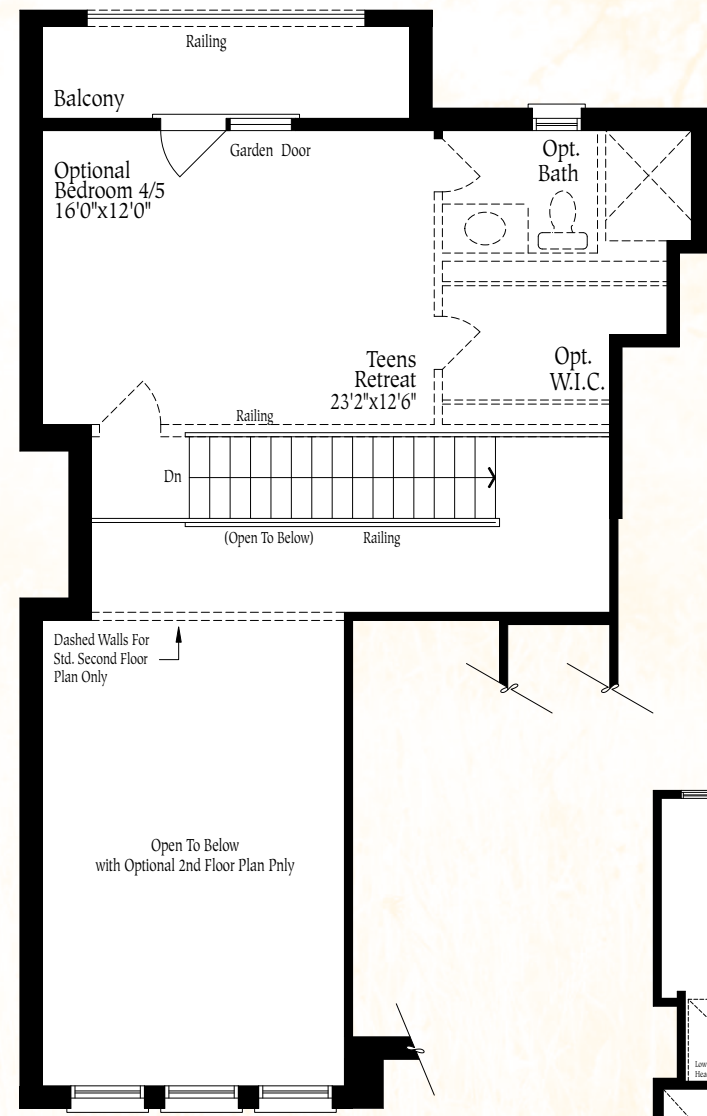 Railing
Balcony
Garden Door
Optional
Bedroom 4/5
16'0"x12'0"
Opt.
Bath
Teens
Retreat
23'2"x12'6"
Opt.
W.I.C.
Railing
Dn
(Open To Below)
Railing
Dashed Walls For
Std. Second Floor
Plan Only
Open To Below
with Optional 2nd Floor Plan Pnly
Low
Hea